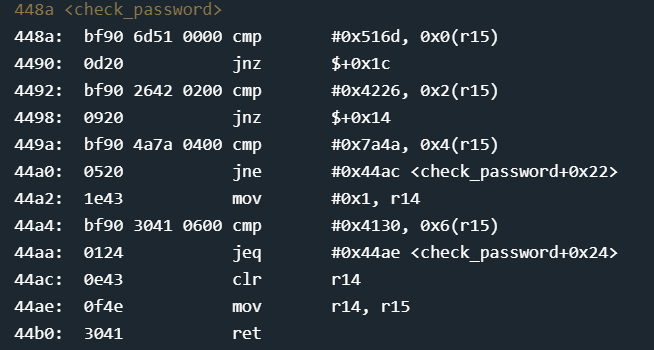 448a <check_password>
448a: bf90 6d51 0000 cmp #0x516d, 0x0(r15)
4490: 0d20 jnz $+0x1c
4492: bf90 2642 0200 cmp #0x4226, 0x2(r15)
4498: 0920 jnz $+0x14
449a: bf90 4a7a 0400 cmp #0x7a4a, 0x4(r15)
44a0: 0520 jne #0x44ac <check_password+0x22>
44a2: 1e43 mov #0x1, r14
44a4: bf90 3041 0600 cmp #0x4130, 0x6(r15)
44aa: 0124 jeq #0x44ae <check_password+0x24>
44ac: 0e43 clr r14
44ae: 0f4e mov r14, r15
44b0: 3041 ret